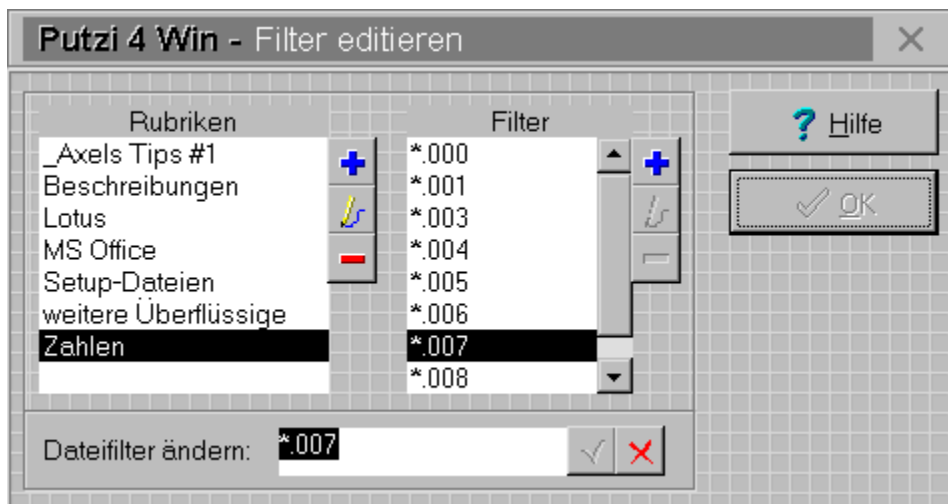 Putzi 4 Win - Filter editieren
Rubriken
_Axels Tips #1
Beschreibungen
Lotus
MS Office
Setup-Dateien
weitere Überflüssige
Zahlen
Filter
*.000
*.001
*.003
*.004
*.005
*.006
*.007
*.008
? Hilfe
OK
Dateifilter ändern: *.007